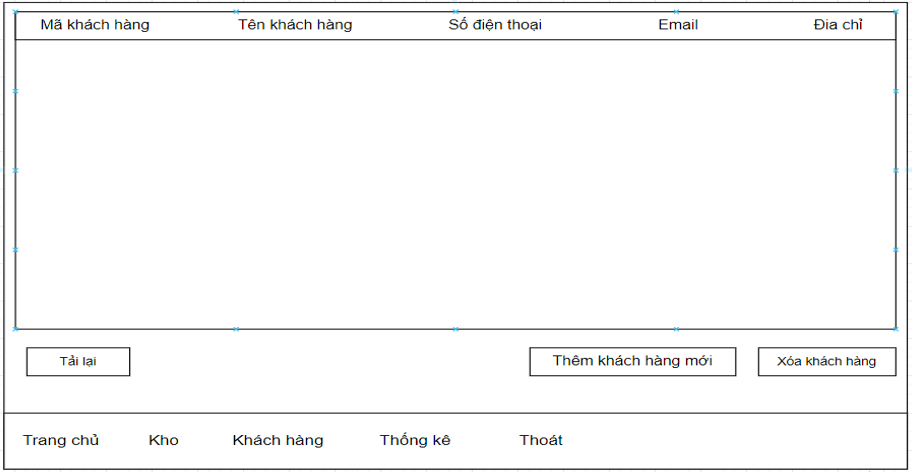 Mã khách hàng Tên khách hàng Số điện thoại Email Đia chỉ
Tải lại Thêm khách hàng mới Xóa khách hàng
Trang chủ Kho Khách hàng Thống kê Thoát